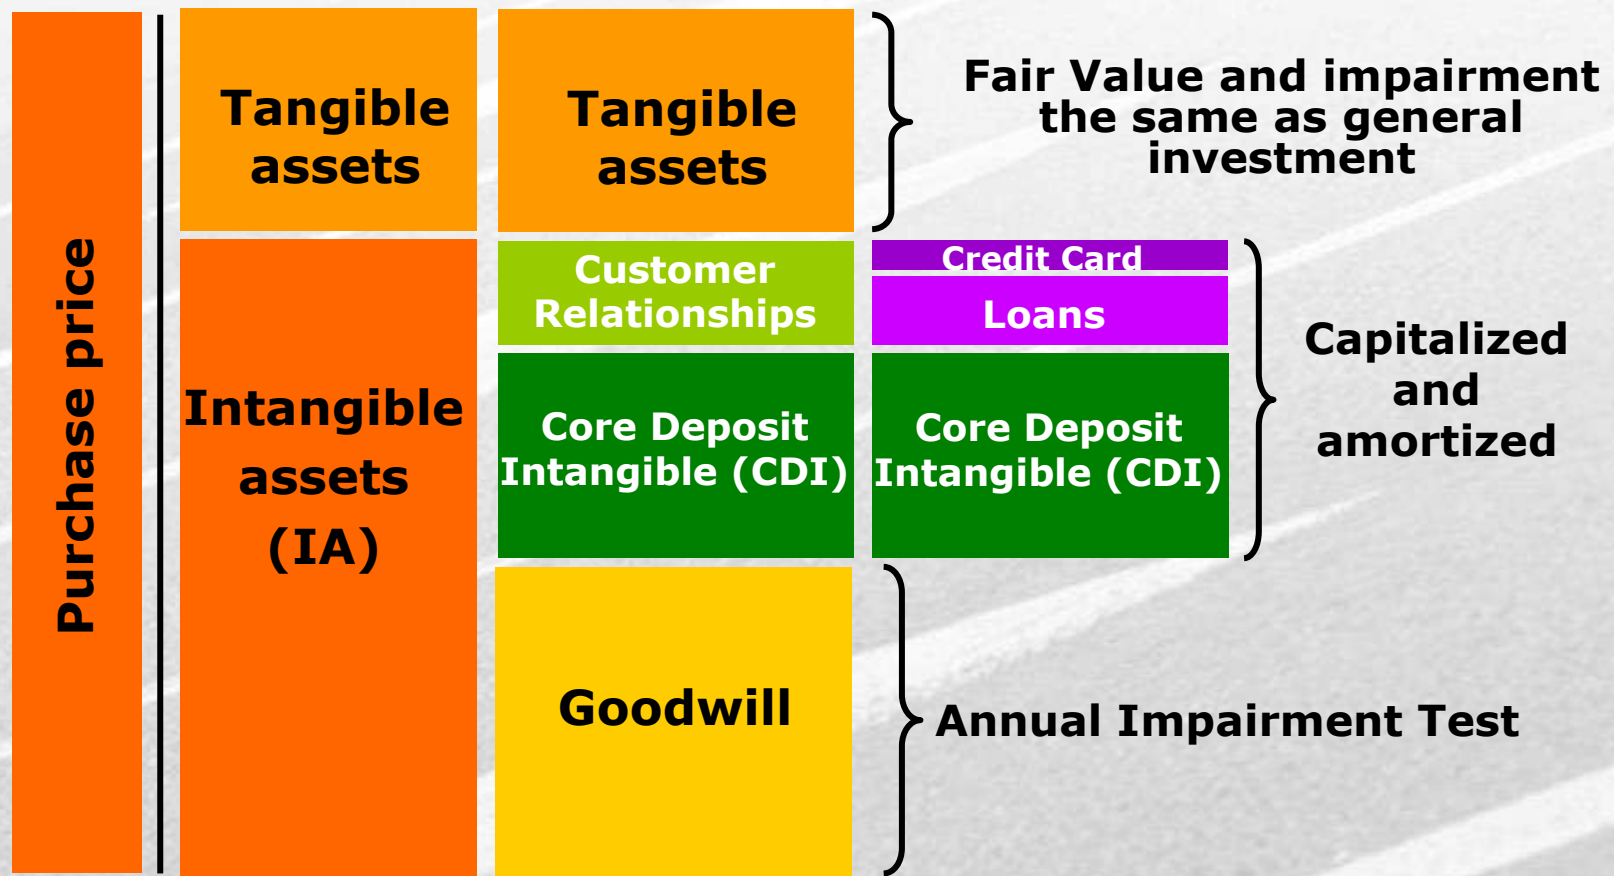 Purchase price
Tangible
assets
Tangible
assets
Fair Value and impairment
the same as general
investment
Intangible
assets
(IA)
Customer
Relationships
Credit Card
Loans
Core Deposit
Intangible (CDI)
Core Deposit
Intangible (CDI)
Capitalized
and
amortized
Goodwill
Annual Impairment Test